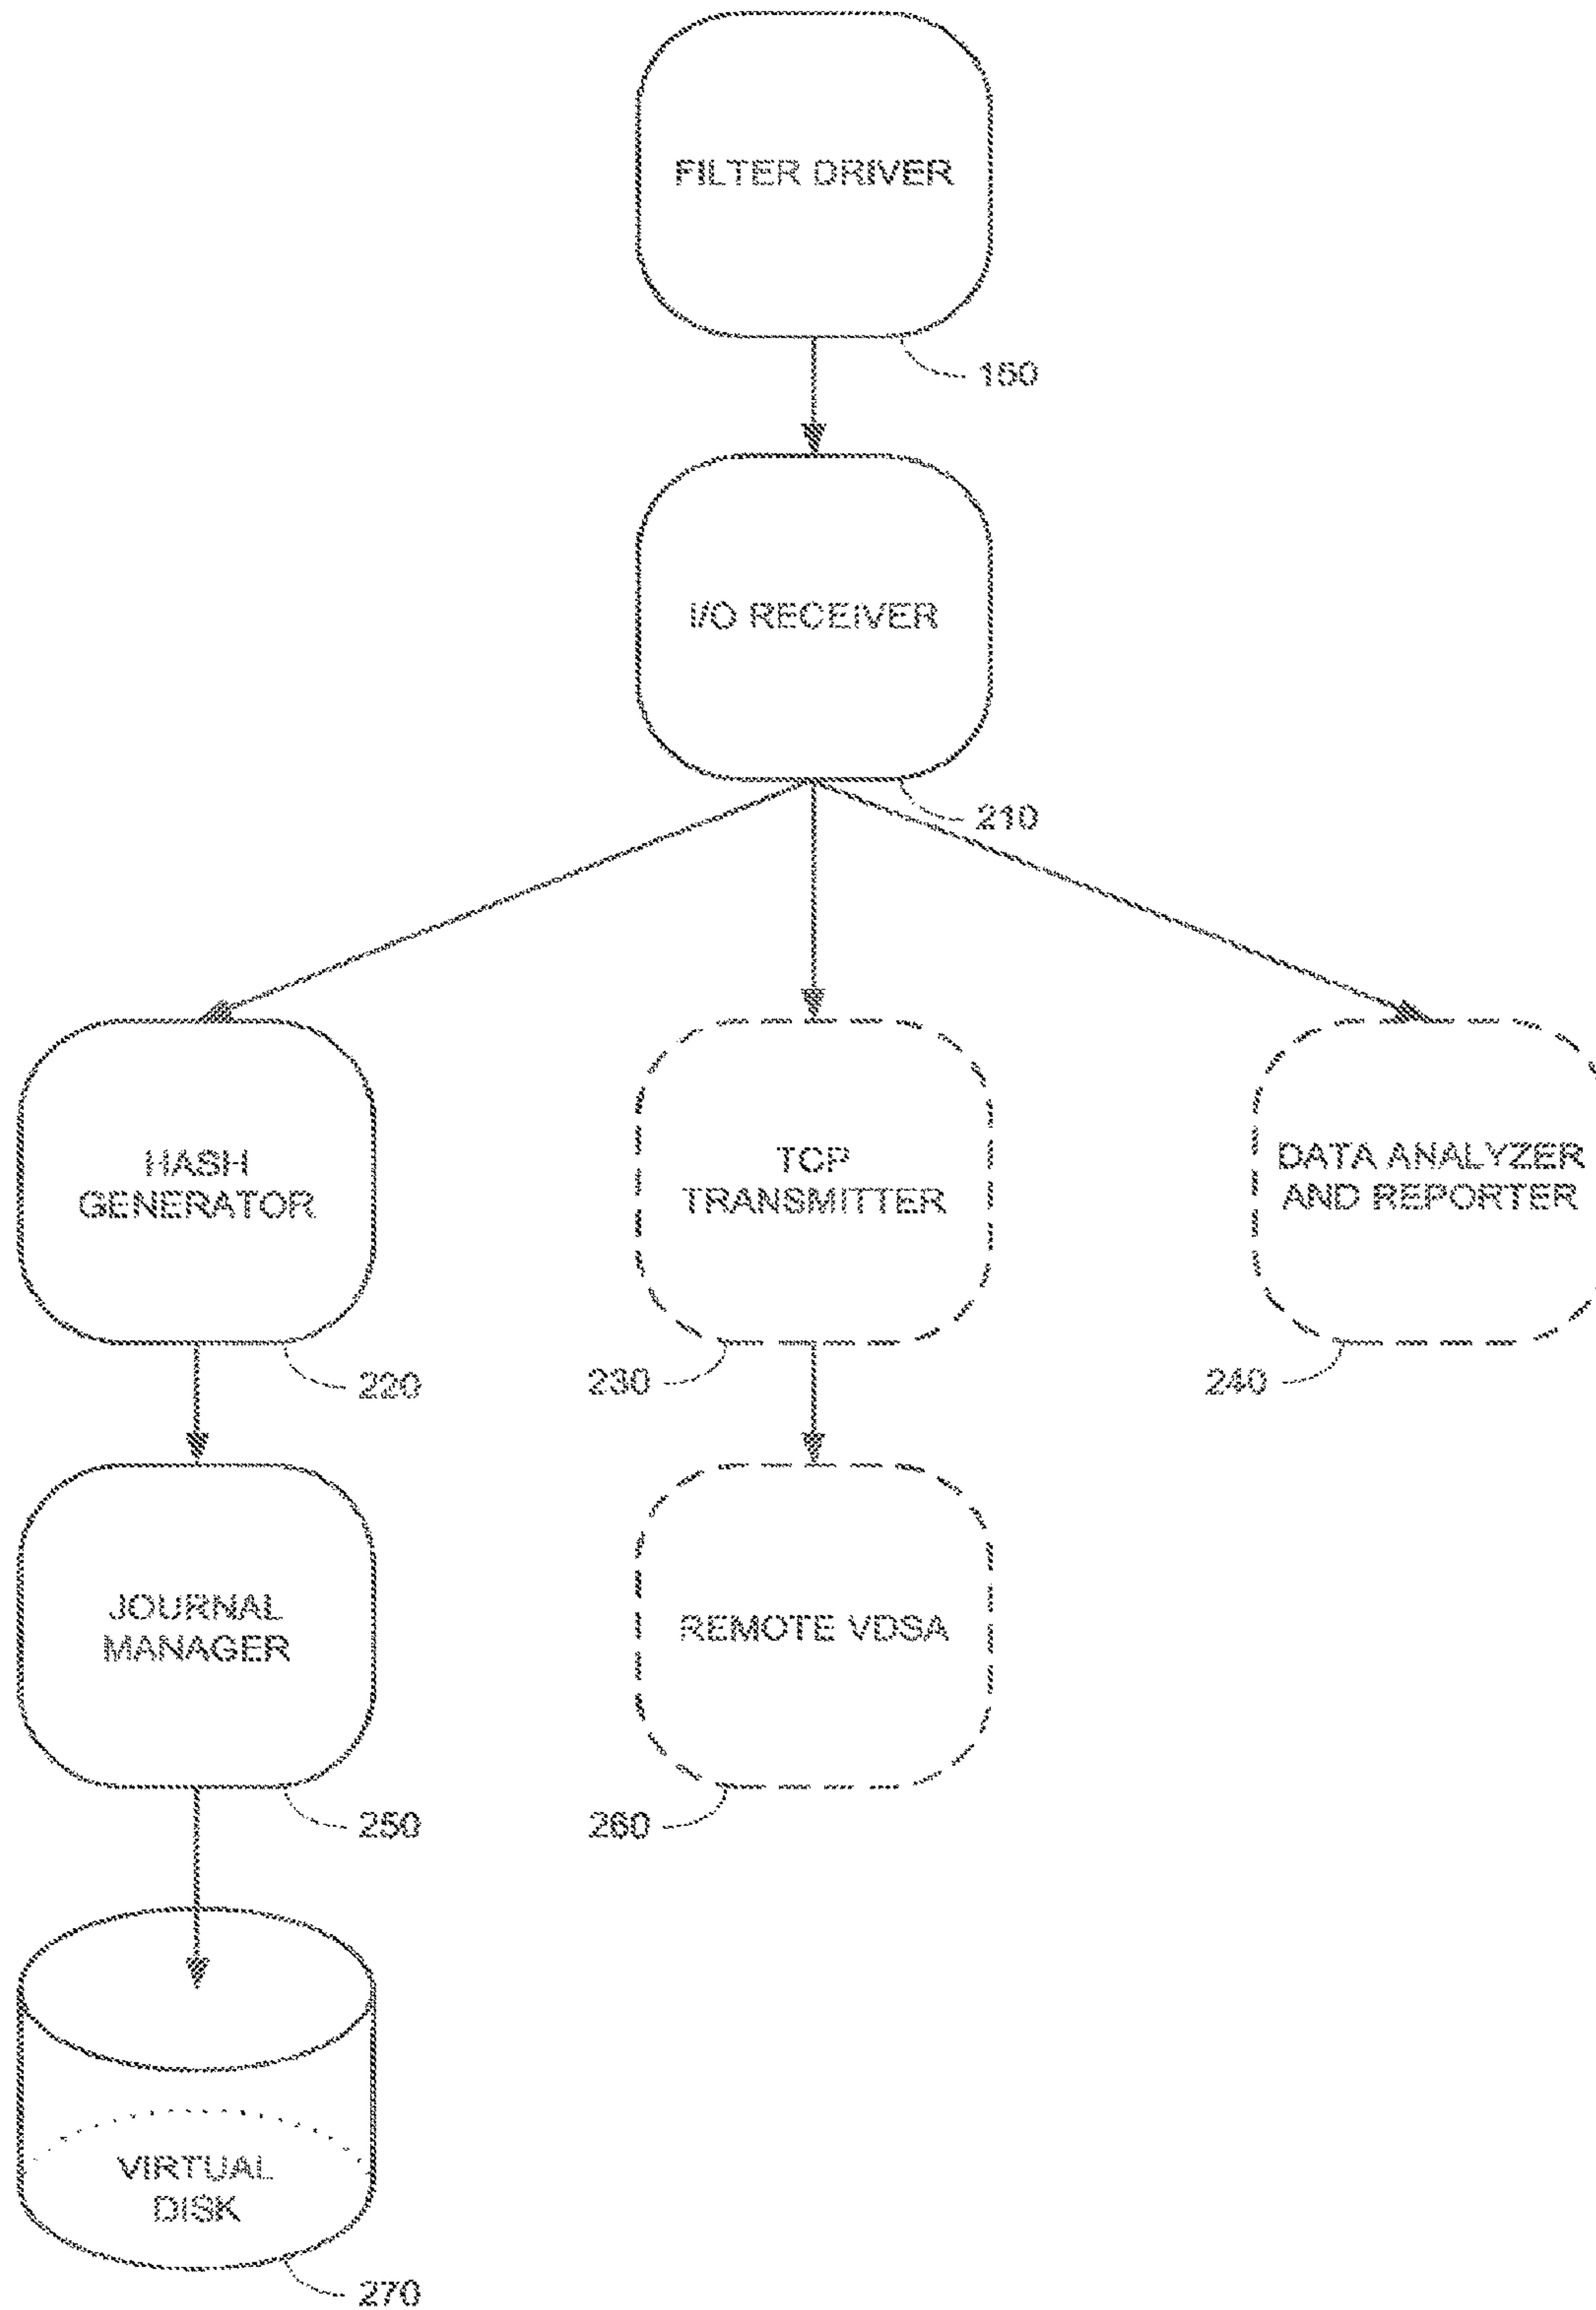 FILTER DRIVER
150
I/O RECEIVER
210
HASH
GENERATOR
220
TCP
TRANSMITTER
230
DATA ANALYZER
AND REPORTER
240
JOURNAL
MANAGER
250
REMOTE VDSA
260
VIRTUAL
DISK
270